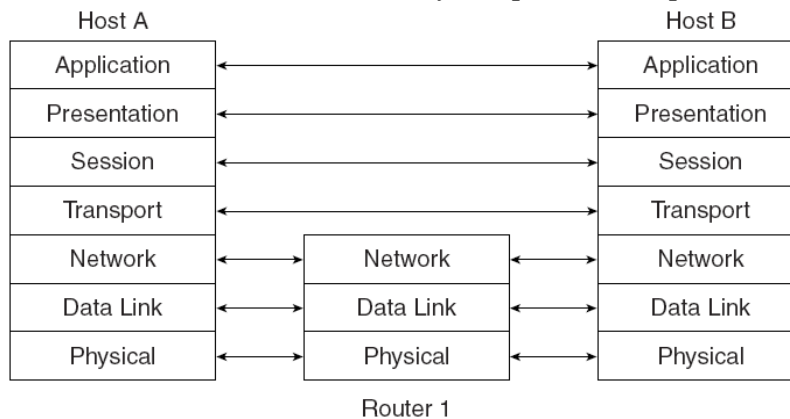 Host A Host B
Application Application
Presentation Presentation
Session Session
Transport Transport
Network Network Network
Data Link Data Link Data Link
Physical Physical Physical
Router 1